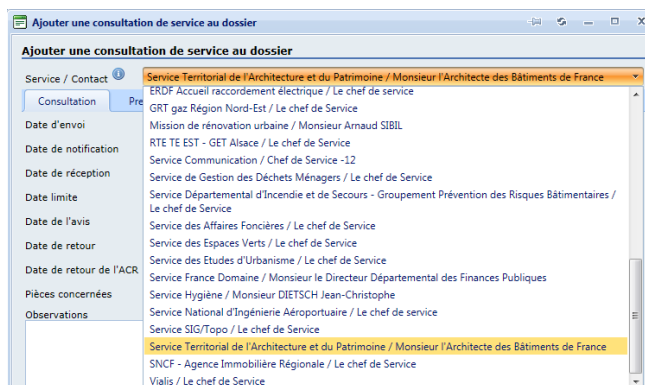 Ajouter une consultation de service au dossier
Ajouter une consultation de service au dossier
Service / Contact
Service Territorial de l'Architecture et du Patrimoine / Monsieur l'Architecte des Bâtiments de France
ERDF Accueil raccordement électrique / Le chef de service
Consultation
Pre
GRT gaz Région Nord-Est / Le chef de Service
Date d'envoi
Mission de rénovation urbaine / Monsieur Arnaud SIBIL
Date de notification
RTE TE EST - GET Alsace / Le chef de Service
Service Communication / Chef de Service -12
Date de réception
Service de Gestion des Déchets Ménagers / Le chef de Service
Date limite
Service Départemental d'Incendie et de Secours - Groupement Prévention des Risques Bâtimentaires /
Le chef de Service
Date de l'avis
Service des Affaires Foncières / Le chef de Service
Date de retour
Service des Espaces Verts / Le chef de Service
Service des Etudes d'Urbanisme / Le chef de Service
Date de retour de l'ACR
Service France Domaine / Monsieur le Directeur Départemental des Finances Publiques
Pièces concernées
Service Hygiène / Monsieur DIETSCH Jean-Christophe
Observations
Service National d'Ingénierie Aéroportuaire / Le chef de service
Service SIG/Topo / Le chef de Service
Service Territorial de l'Architecture et du Patrimoine / Monsieur l'Architecte des Bâtiments de France
SNCF - Agence Immobilière Régionale / Le chef de Service
Vialis / Le chef de Service